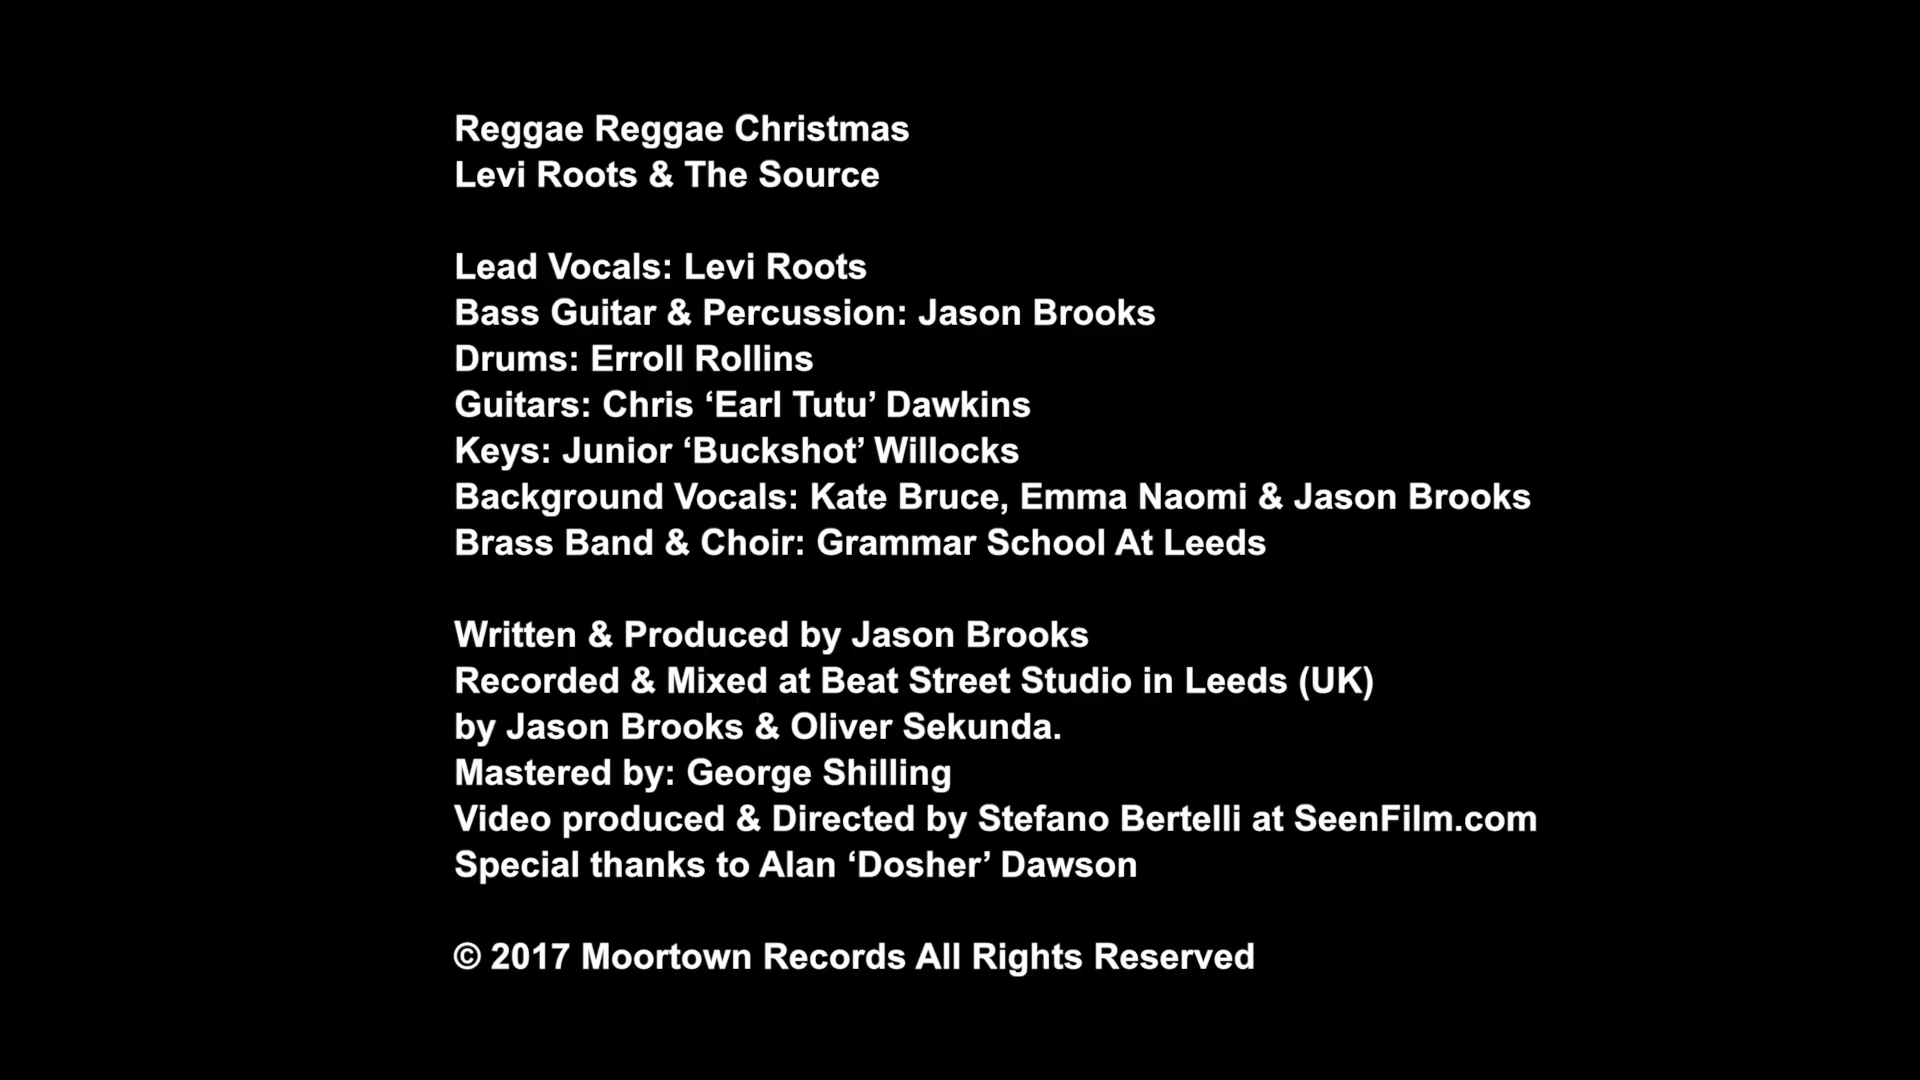 Reggae Reggae Christmas
Levi Roots & The Source
Lead Vocals: Levi Roots
Bass Guitar & Percussion: Jason Brooks
Drums: Erroll Rollins
Guitars: Chris ‘Earl Tutu’ Dawkins
Keys: Junior ‘Buckshot’ Willocks
Background Vocals: Kate Bruce, Emma Naomi & Jason Brooks
Brass Band & Choir: Grammar School At Leeds
Written & Produced by Jason Brooks
Recorded & Mixed at Beat Street Studio in Leeds (UK)
by Jason Brooks & Oliver Sekunda.
Mastered by: George Shilling
Video produced & Directed by Stefano Bertelli at SeenFilm.com
Special thanks to Alan ‘Dosher’ Dawson
© 2017 Moortown Records All Rights Reserved